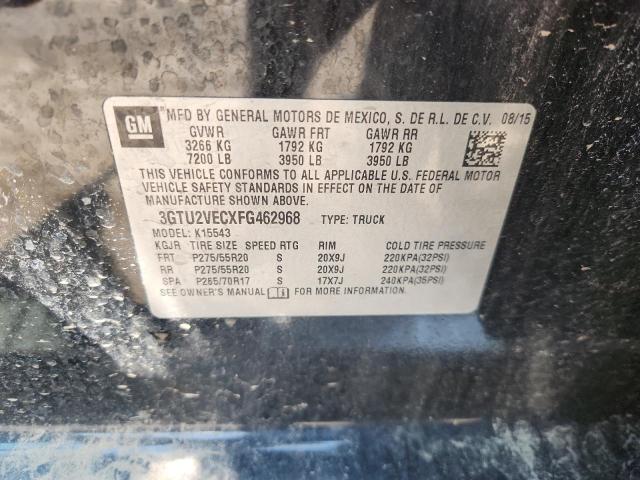 GM
MFD BY GENERAL MOTORS DE MEXICO, S. DE R.L. DE C.V. 08/15
GVWR GAWR FRT GAWR RR
3266 KG 1792 KG 1792 KG
7200 LB 3950 LB 3950 LB
THIS VEHICLE CONFORMS TO ALL APPLICABLE U.S. FEDERAL MOTOR
VEHICLE SAFETY STANDARDS IN EFFECT ON THE DATE OF
MANUFACTURE SHOWN ABOVE.
3GTU2VECXFG462968 TYPE: TRUCK
MODEL: K15543
KGJR TIRE SIZE SPEED RTG RIM COLD TIRE PRESSURE
FRT P275/55R20 S 20X9J 220KPA(32PSI)
RR P275/55R20 S 20X9J 220KPA(32PSI)
SPA P265/70R17 S 17X7J 240KPA(35PSI)
SEE OWNER'S MANUAL FOR MORE INFORMATION.